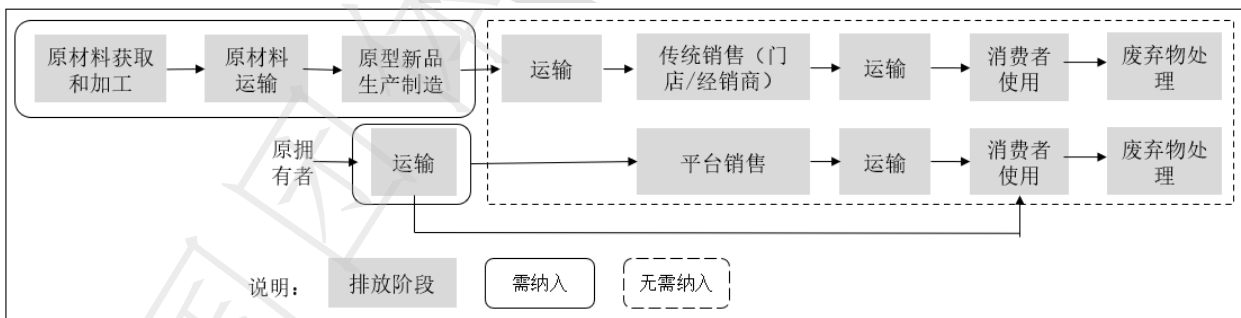 原材料获取
和加工
原材料
运输
原型新品
生产制造
运输
传统销售（门
店/经销商）
运输
消费者
使用
废弃物处
理
原拥
有者
运输
平台销售
运输
消费者
使用
废弃物处
理
说明：
排放阶段
需纳入
无需纳入